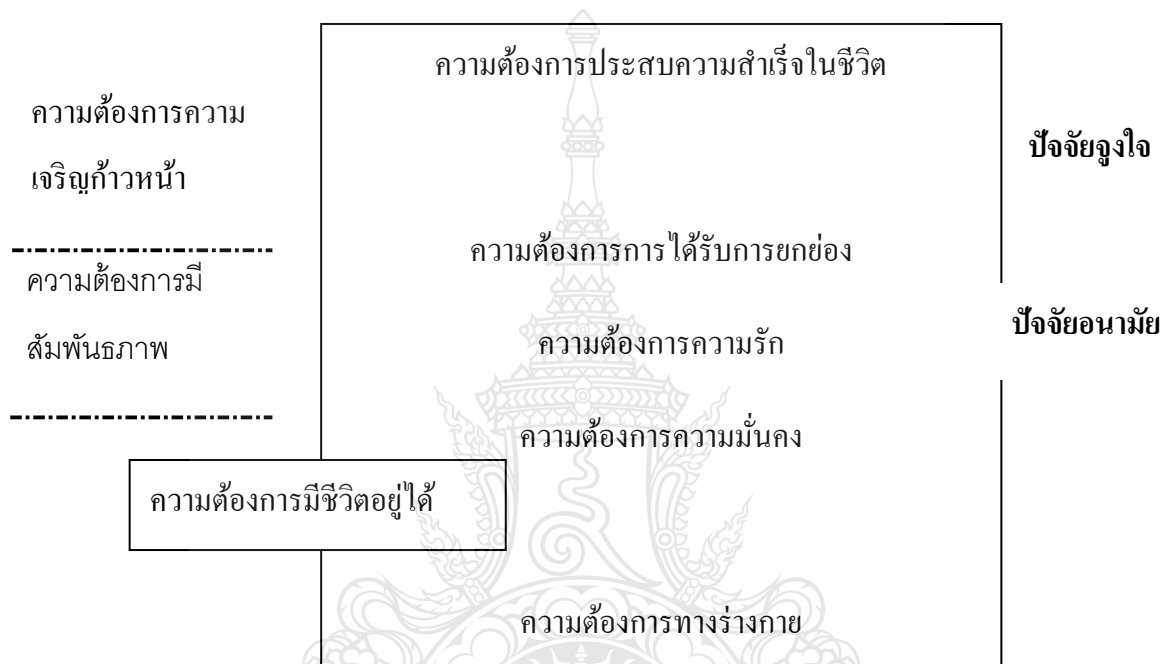 ความต้องการประสบความสำเร็จในชีวิต
ความต้องการความ
เจริญก้าวหน้า
ปัจจัยจูงใจ
ความต้องการการได้รับการยกย่อง
ความต้องการมี
สัมพันธภาพ
ปัจจัยอนามัย
ความต้องการความรัก
ความต้องการความมั่นคง
ความต้องการมีชีวิตอยู่ได้
ความต้องการทางร่างกาย